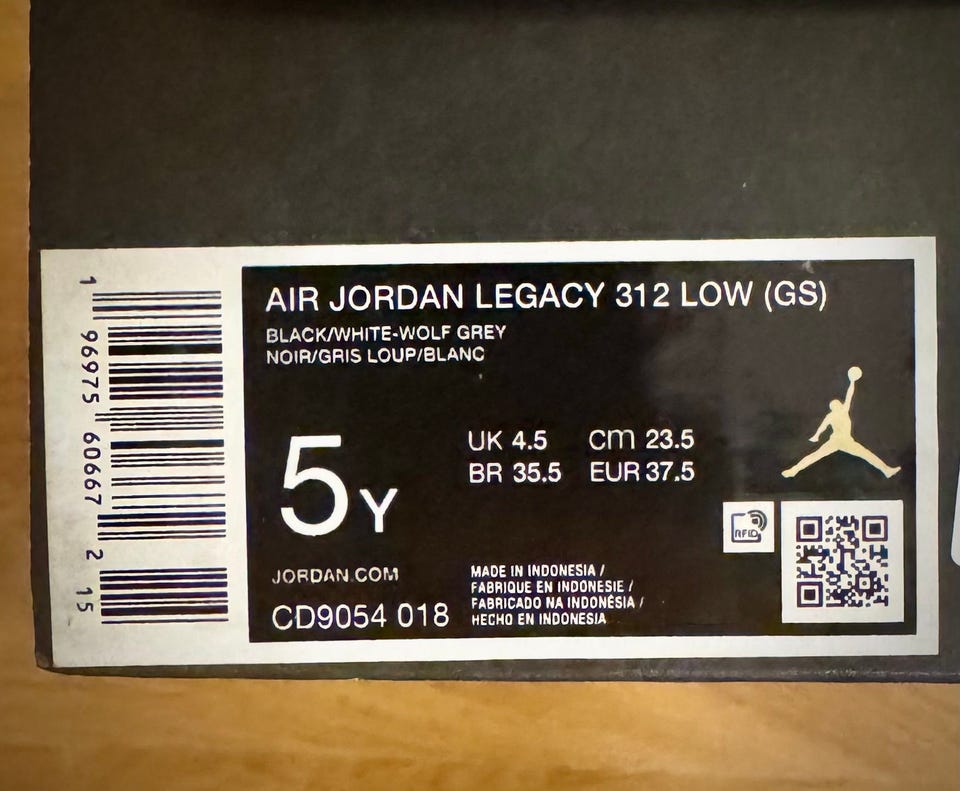 AIR JORDAN LEGACY 312 LOW (GS)
BLACK/WHITE-WOLF GREY
NOIR/GRIS LOUP/BLANC
5Y
UK 4.5 cm 23.5
BR 35.5 EUR 37.5
RFID
JORDAN.COM
CD9054 018
MADE IN INDONESIA /
FABRIQUE EN INDONESIE /
FABRICADO NA INDONÉSIA /
HECHO EN INDONESIA
1 96975 60667 2 15